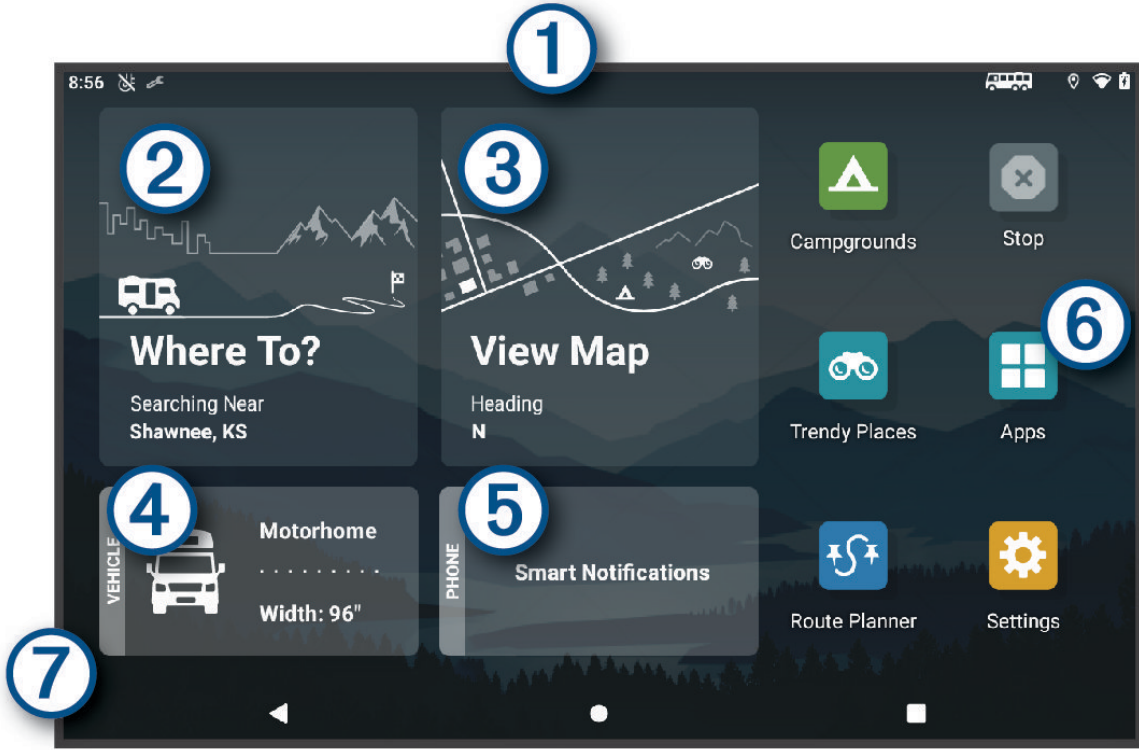 1
8:56
2
3
Where To?
Searching Near
Shawnee, KS
View Map
Heading
N
Campgrounds
Stop
6
Trendy Places
Apps
4
VEHICLE
Motorhome
. . . . . . . . .
Width: 96"
5
PHONE
Smart Notifications
Route Planner
Settings
7